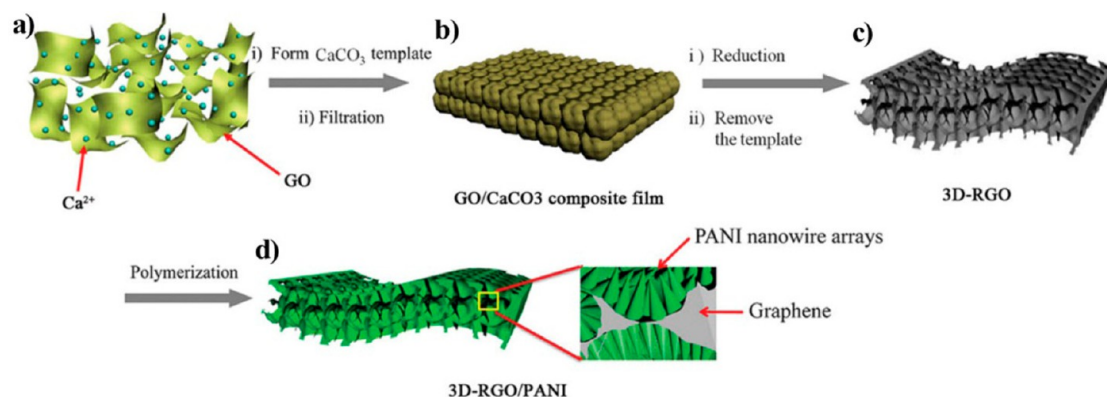 a)
i) Form CaCO₃ template
ii) Filtration
Ca²⁺
GO
b)
GO/CaCO3 composite film
i) Reduction
ii) Remove
the template
c)
3D-RGO
Polymerization
d)
3D-RGO/PANI
PANI nanowire arrays
Graphene